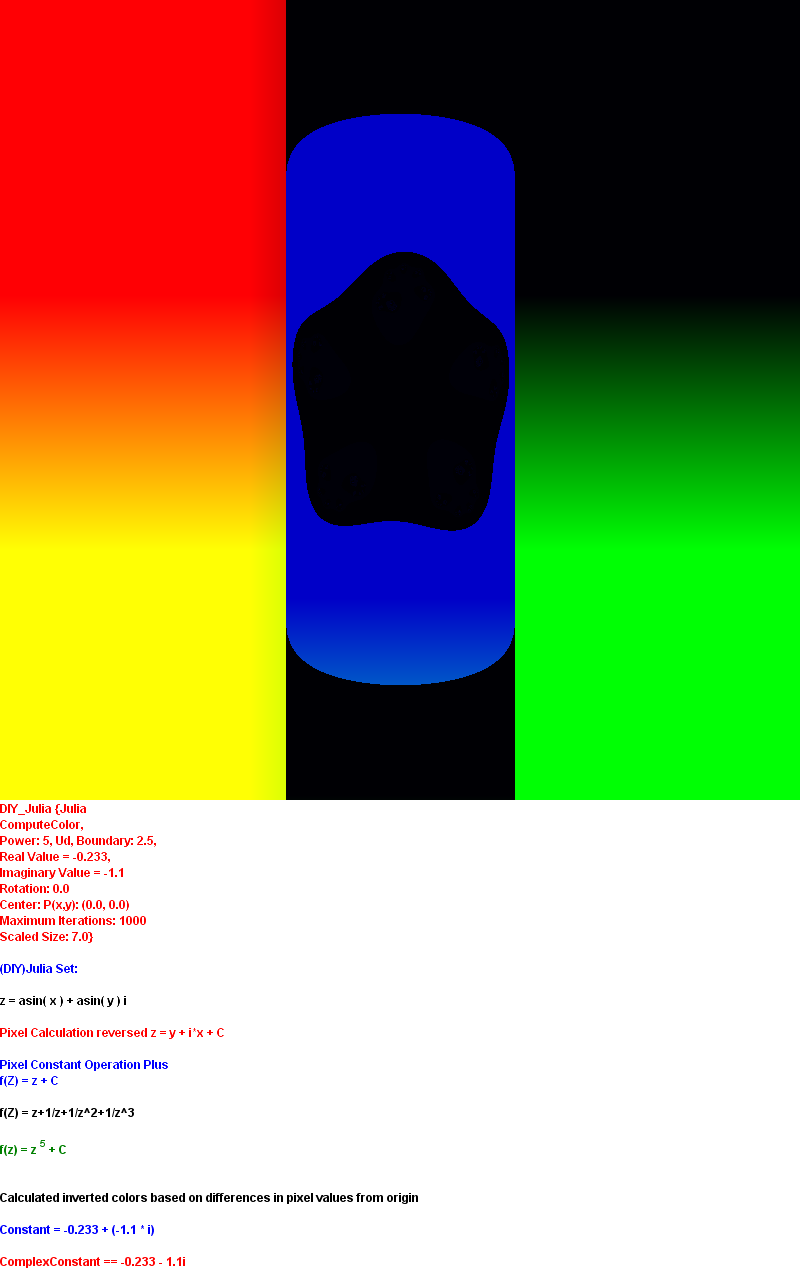 DIY_Julia {Julia
ComputeColor,
Power: 5, Ud, Boundary: 2.5,
Real Value = -0.233,
Imaginary Value = -1.1
Rotation: 0.0
Center: P(x,y): (0.0, 0.0)
Maximum Iterations: 1000
Scaled Size: 7.0}
(DIY)Julia Set:
z = asin( x ) + asin( y ) i
Pixel Calculation reversed z = y + i*x + C
Pixel Constant Operation Plus
f(Z) = z + C
f(Z) = z+1/z+1/z^2+1/z^3
f(z) = z 5 + C
Calculated inverted colors based on differences in pixel values from origin
Constant = -0.233 + (-1.1 * i)
ComplexConstant == -0.233 - 1.1i